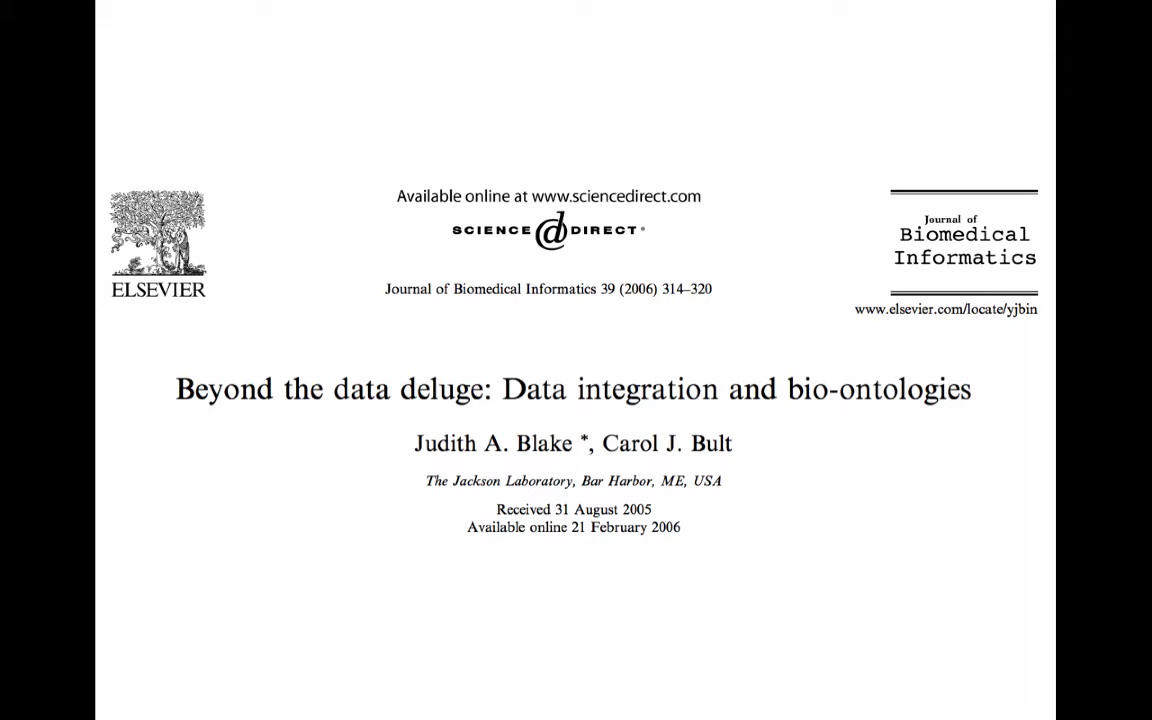 Available online at www.sciencedirect.com
SCIENCE DIRECT®
ELSEVIER
Journal of Biomedical Informatics 39 (2006) 314–320
Journal of
Biomedical
Informatics
www.elsevier.com/locate/yjbin
Beyond the data deluge: Data integration and bio-ontologies
Judith A. Blake *, Carol J. Bult
The Jackson Laboratory, Bar Harbor, ME, USA
Received 31 August 2005
Available online 21 February 2006